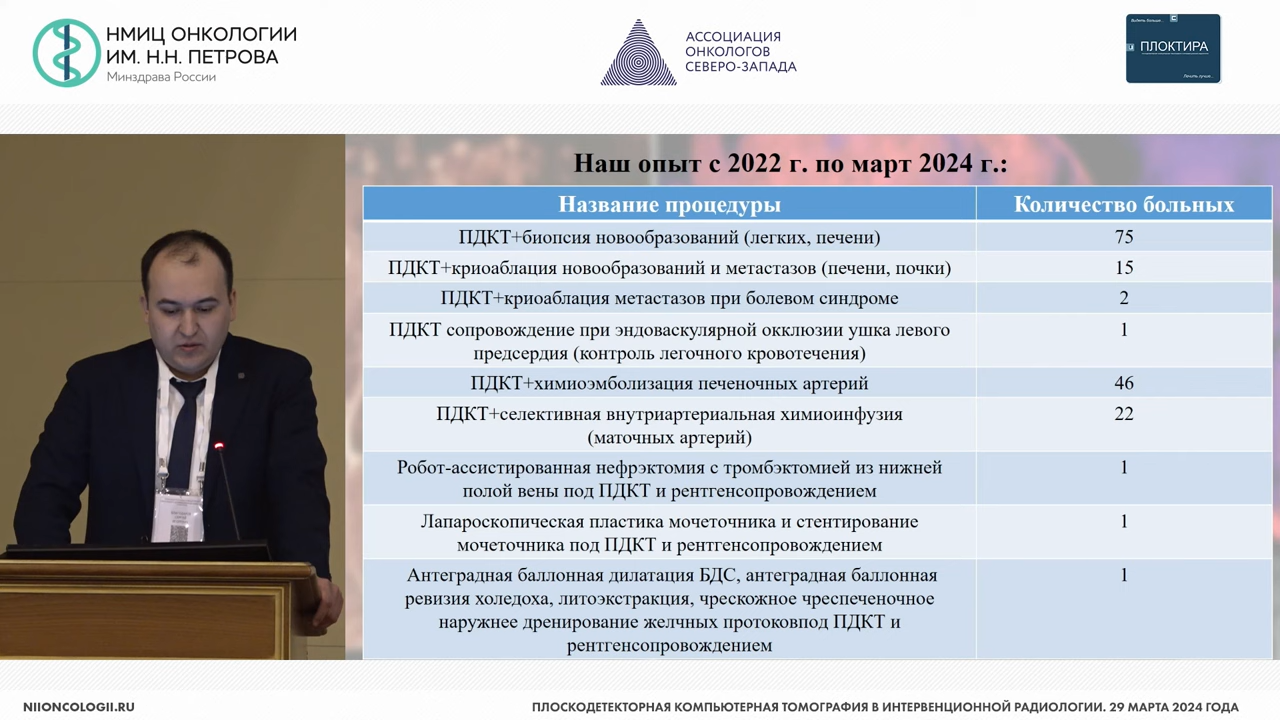 НМИЦ ОНКОЛОГИИ
ИМ. Н.Н. ПЕТРОВА
Минздрава России
АССОЦИАЦИЯ
ОНКОЛОГОВ
СЕВЕРО-ЗАПАДА
Видеть больше...
ПЛОКТИРА
Лечить лучше...
Наш опыт с 2022 г. по март 2024 г.:
Название процедуры Количество больных
ПДКТ+биопсия новообразований (легких, печени) 75
ПДКТ+криоаблация новообразований и метастазов (печени, почки) 15
ПДКТ+криоаблация метастазов при болевом синдроме 2
ПДКТ сопровождение при эндоваскулярной окклюзии ушка левого 1
предсердия (контроль легочного кровотечения)
ПДКТ+химиоэмболизация печеночных артерий 46
ПДКТ+селективная внутриартериальная химиоинфузия 22
(маточных артерий)
Робот-ассистированная нефрэктомия с тромбэктомией из нижней 1
полой вены под ПДКТ и рентгенсопровождением
Лапароскопическая пластика мочеточника и стентирование 1
мочеточника под ПДКТ и рентгенсопровождением
Антеградная баллонная дилатация БДС, антеградная баллонная 1
ревизия холедоха, литоэкстракция, чрескожное чреспеченочное
наружнее дренирование желчных протоковпод ПДКТ и
рентгенсопровождением
NIIONCOLOGII.RU
ПЛОСКОДЕТЕКТОРНАЯ КОМПЬЮТЕРНАЯ ТОМОГРАФИЯ В ИНТЕРВЕНЦИОННОЙ РАДИОЛОГИИ. 29 МАРТА 2024 ГОДА